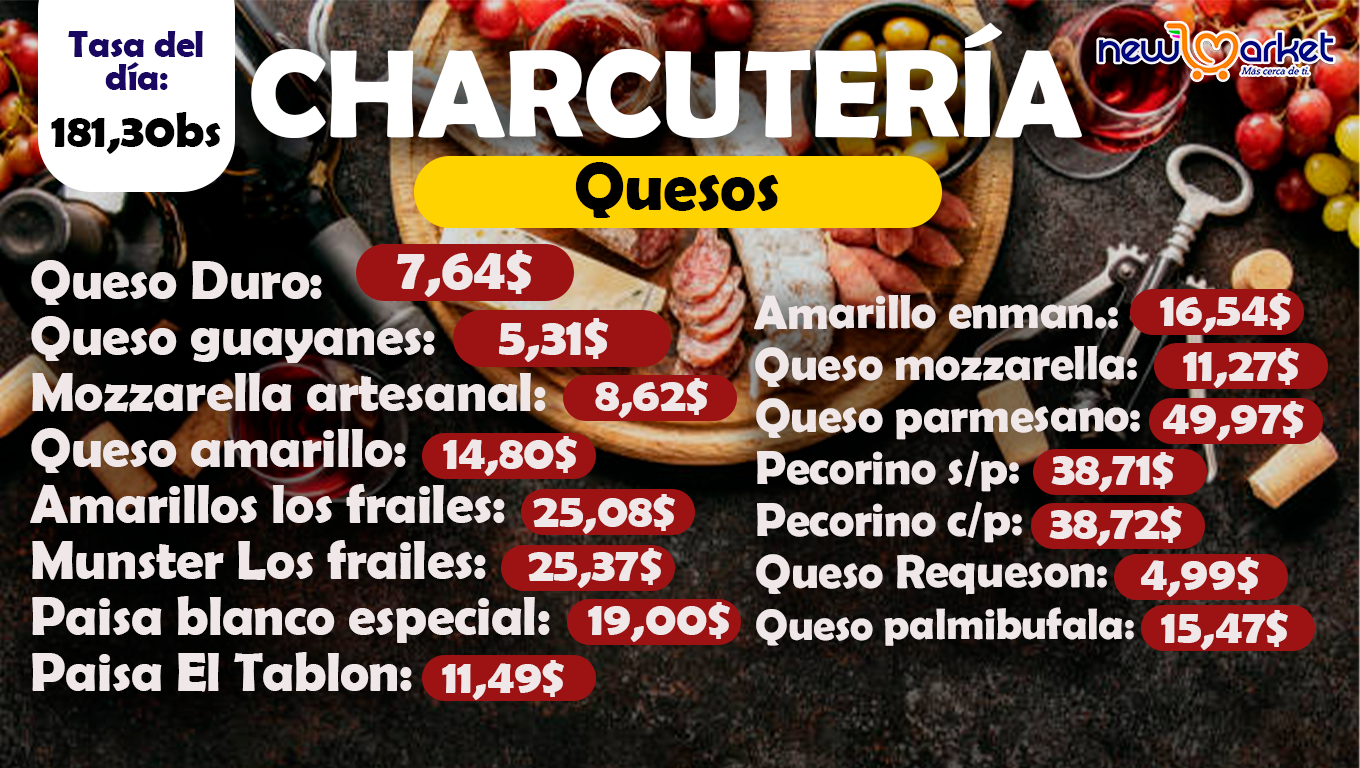 Tasa del
día:
181,30bs
CHARCUTERÍA
new market
Más cerca de ti.
Quesos
Queso Duro: 7,64$
Queso guayanes: 5,31$
Mozzarella artesanal: 8,62$
Queso amarillo: 14,80$
Amarillos los frailes: 25,08$
Munster Los frailes: 25,37$
Paisa blanco especial: 19,00$
Paisa El Tablon: 11,49$
Amarillo enman.: 16,54$
Queso mozzarella: 11,27$
Queso parmesano: 49,97$
Pecorino s/p: 38,71$
Pecorino c/p: 38,72$
Queso Requeson: 4,99$
Queso palmibufala: 15,47$